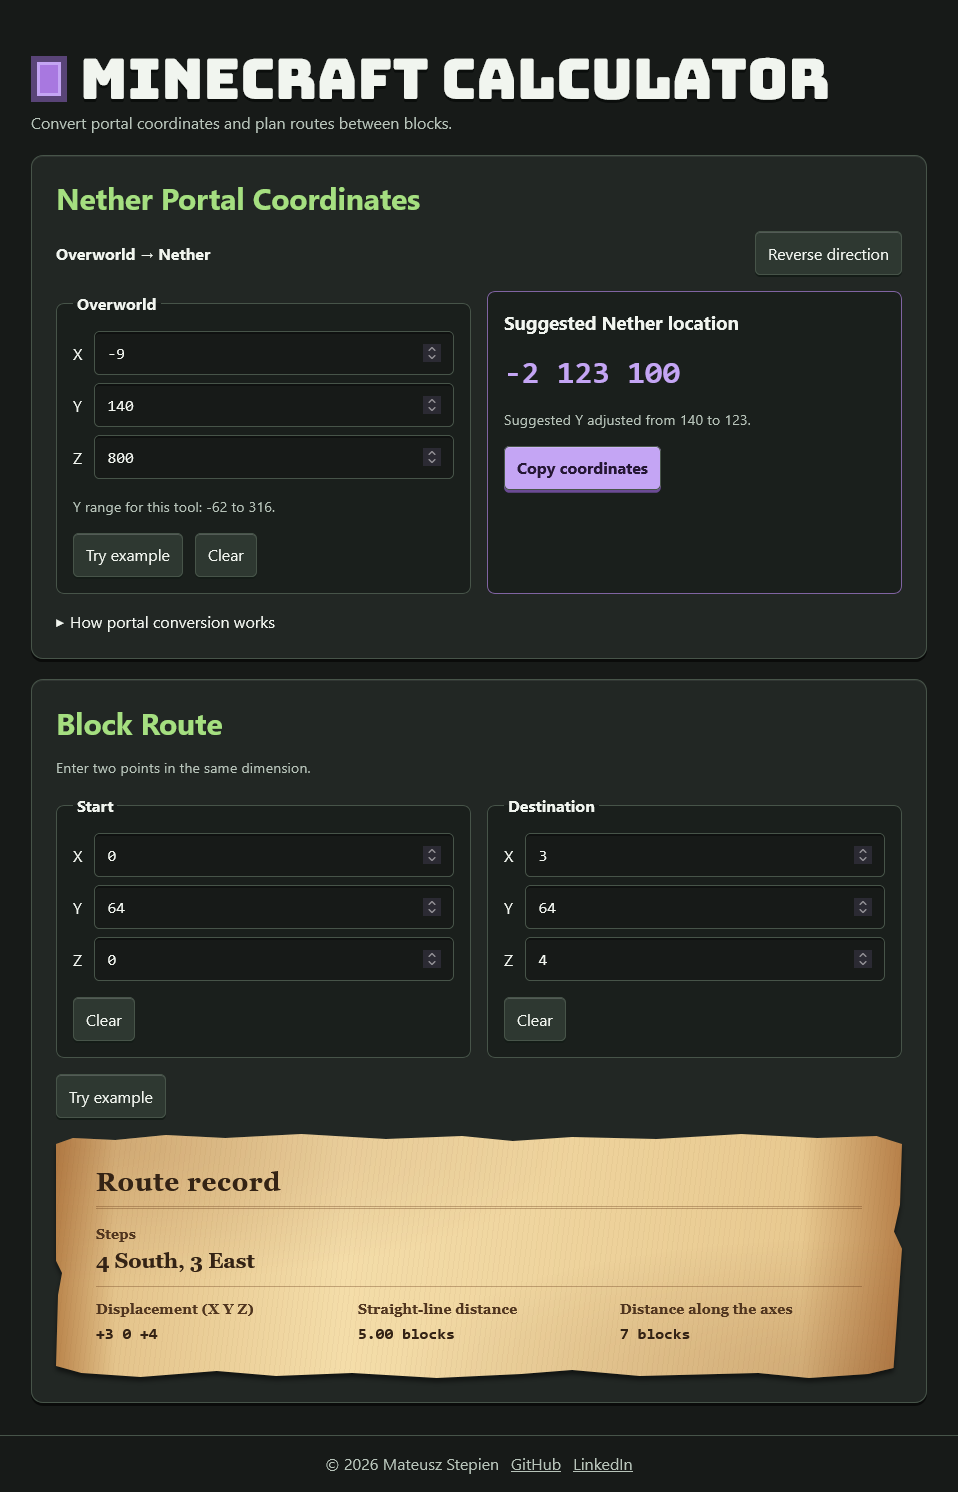 MINECRAFT CALCULATOR
Convert portal coordinates and plan routes between blocks.
Nether Portal Coordinates
Overworld → Nether
Reverse direction
Overworld
X -9
Y 140
Z 800
Y range for this tool: -62 to 316.
Try example Clear
Suggested Nether location
-2 123 100
Suggested Y adjusted from 140 to 123.
Copy coordinates
▸ How portal conversion works
Block Route
Enter two points in the same dimension.
Start
X 0
Y 64
Z 0
Clear
Destination
X 3
Y 64
Z 4
Clear
Try example
Route record
Steps
4 South, 3 East
Displacement (X Y Z)
+3 0 +4
Straight-line distance
5.00 blocks
Distance along the axes
7 blocks
© 2026 Mateusz Stepien GitHub LinkedIn